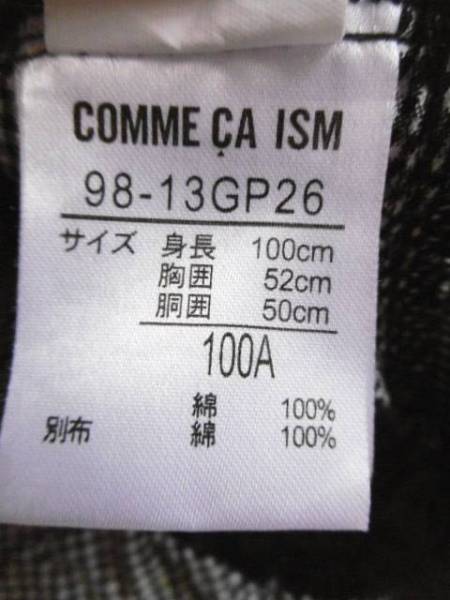 COMME ÇA ISM
98-13GP26
サイズ 身長 100cm
胸囲 52cm
胴囲 50cm
100A
綿 100%
別布 綿 100%